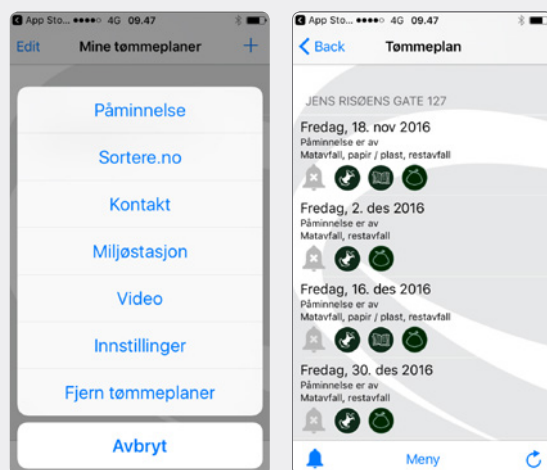 App Sto... 4G 09.47
Edit Mine tømmeplaner +
Påminnelse
Sortere.no
Kontakt
Miljøstasjon
Video
Innstillinger
Fjern tømmeplaner
Avbryt
App Sto... 4G 09.47
Back Tømmeplan
JENS RISØENS GATE 127
Fredag, 18. nov 2016
Påminnelse er av
Matavfall, papir / plast, restavfall
Fredag, 2. des 2016
Påminnelse er av
Matavfall, restavfall
Fredag, 16. des 2016
Påminnelse er av
Matavfall, papir / plast, restavfall
Fredag, 30. des 2016
Påminnelse er av
Matavfall, restavfall
Meny